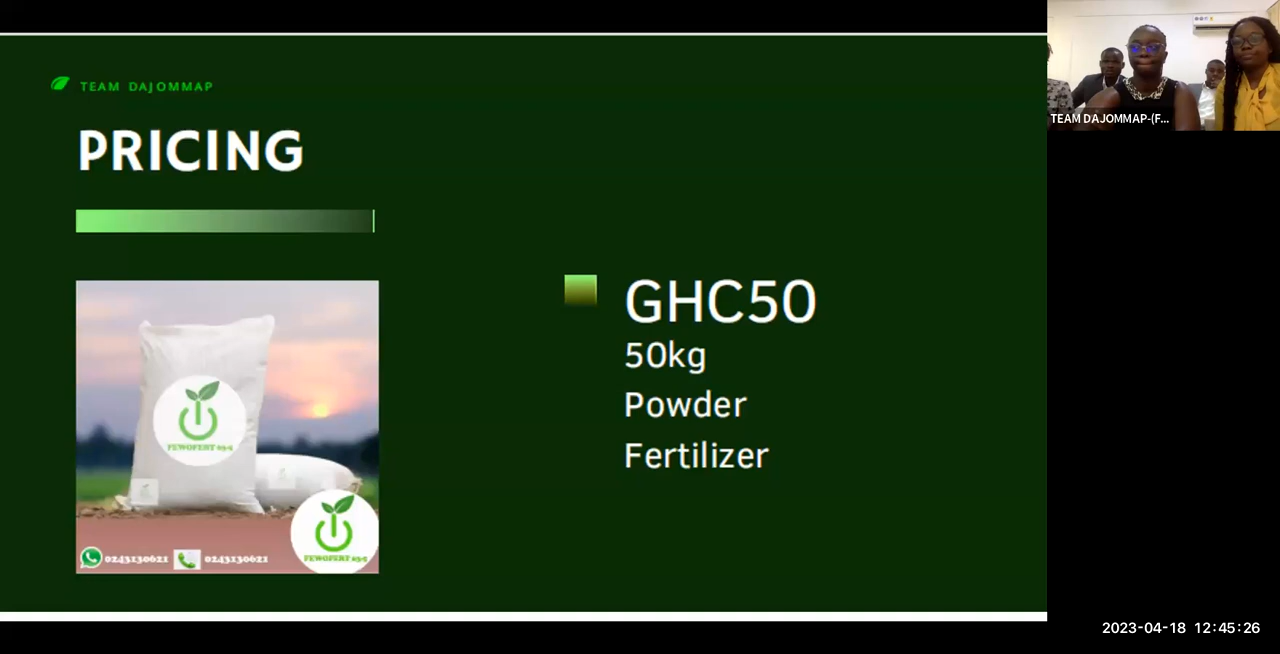 TEAM DAJOMMAP
PRICING
GHC50
50kg
Powder
Fertilizer
FEWOFERT
FEWOFERT
0243130621 0243130621
TEAM DAJOMMAP-(F...
2023-04-18 12:45:26